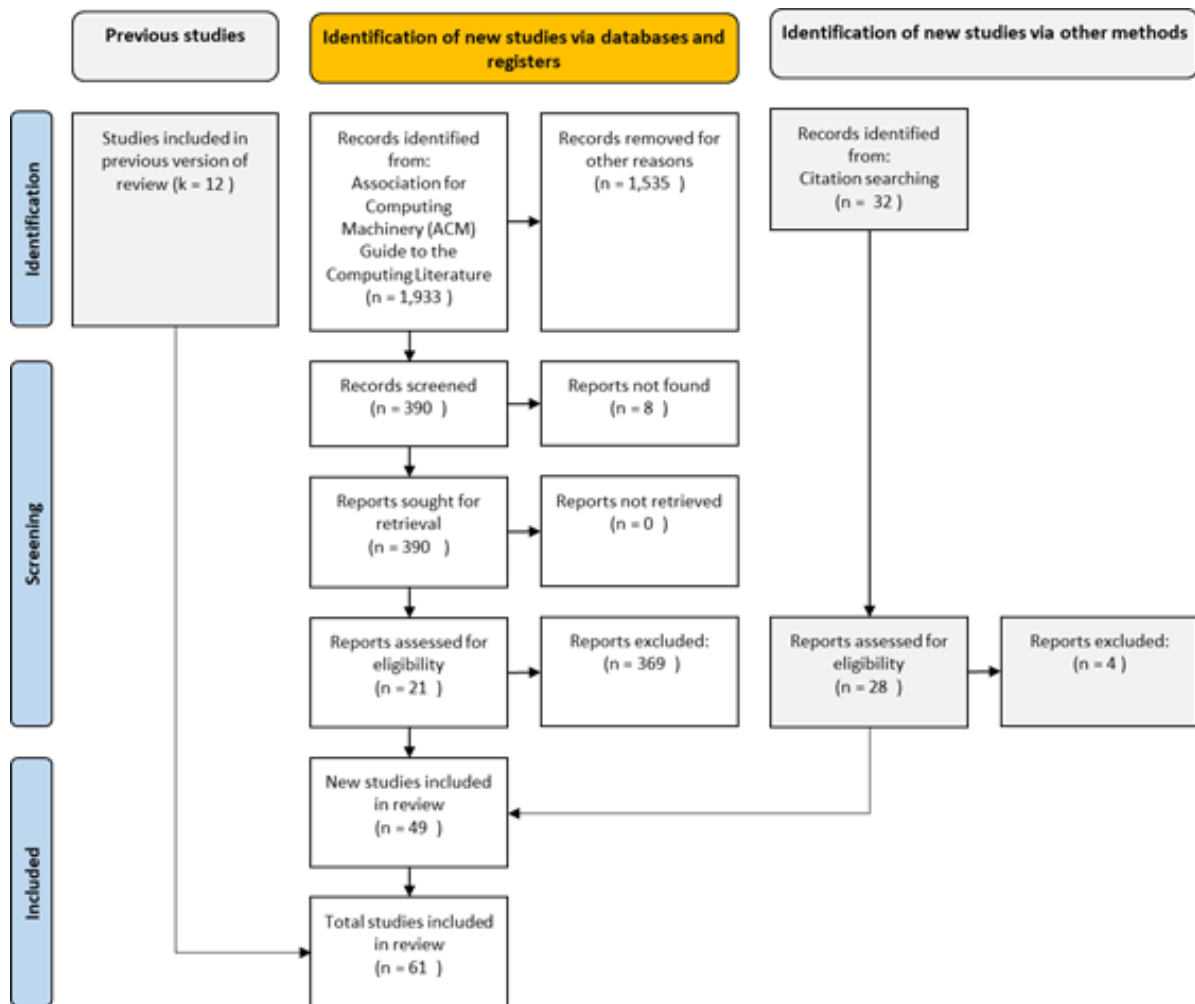 Previous studies
Identification of new studies via databases and
registers
Identification of new studies via other methods
Identification
Studies included in
previous version of
review (k = 12 )
Records identified
from:
Association for
Computing
Machinery (ACM)
Guide to the
Computing Literature
(n = 1,933 )
Records removed for
other reasons
(n = 1,535 )
Records identified
from:
Citation searching
(n = 32 )
Screening
Records screened
(n = 390 )
Reports not found
(n = 8 )
Reports sought for
retrieval
(n = 390 )
Reports not retrieved
(n = 0 )
Reports assessed for
eligibility
(n = 21 )
Reports excluded:
(n = 369 )
Reports assessed for
eligibility
(n = 28 )
Reports excluded:
(n = 4 )
Included
New studies included
in review
(n = 49 )
Total studies included
in review
(n = 61 )